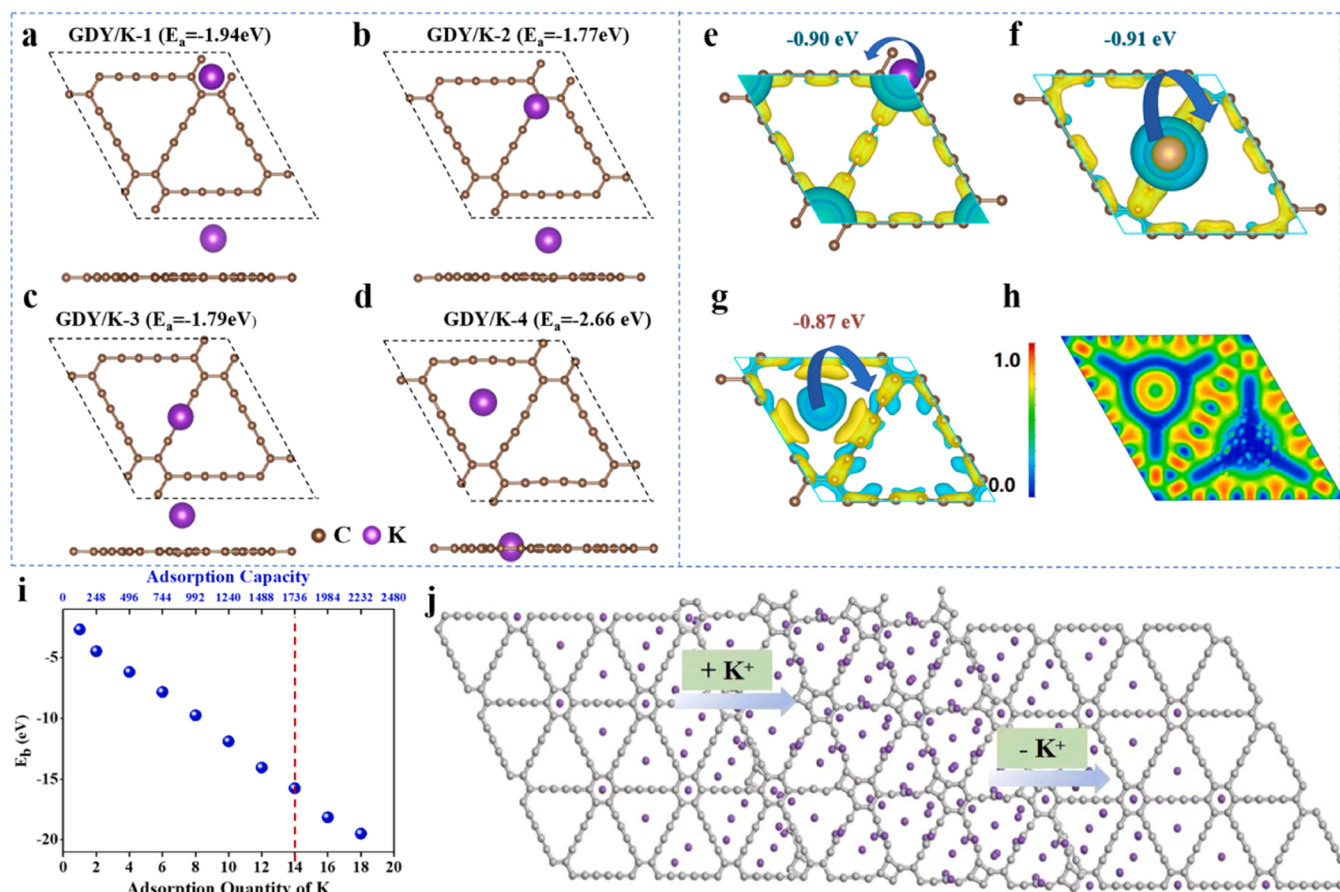 a
GDY/K-1 (Ea=-1.94eV)
b
GDY/K-2 (Ea=-1.77eV)
c
GDY/K-3 (Ea=-1.79eV)
d
GDY/K-4 (Ea=-2.66 eV)
C K
e
-0.90 eV
f
-0.91 eV
g
-0.87 eV
h
1.0
0.0
i
Adsorption Capacity
0 248 496 744 992 1240 1488 1736 1984 2232 2480
-5
-10
-15
-20
Eb (eV)
0 2 4 6 8 10 12 14 16 18 20
Adsorption Quantity of K
j
+ K+
- K+